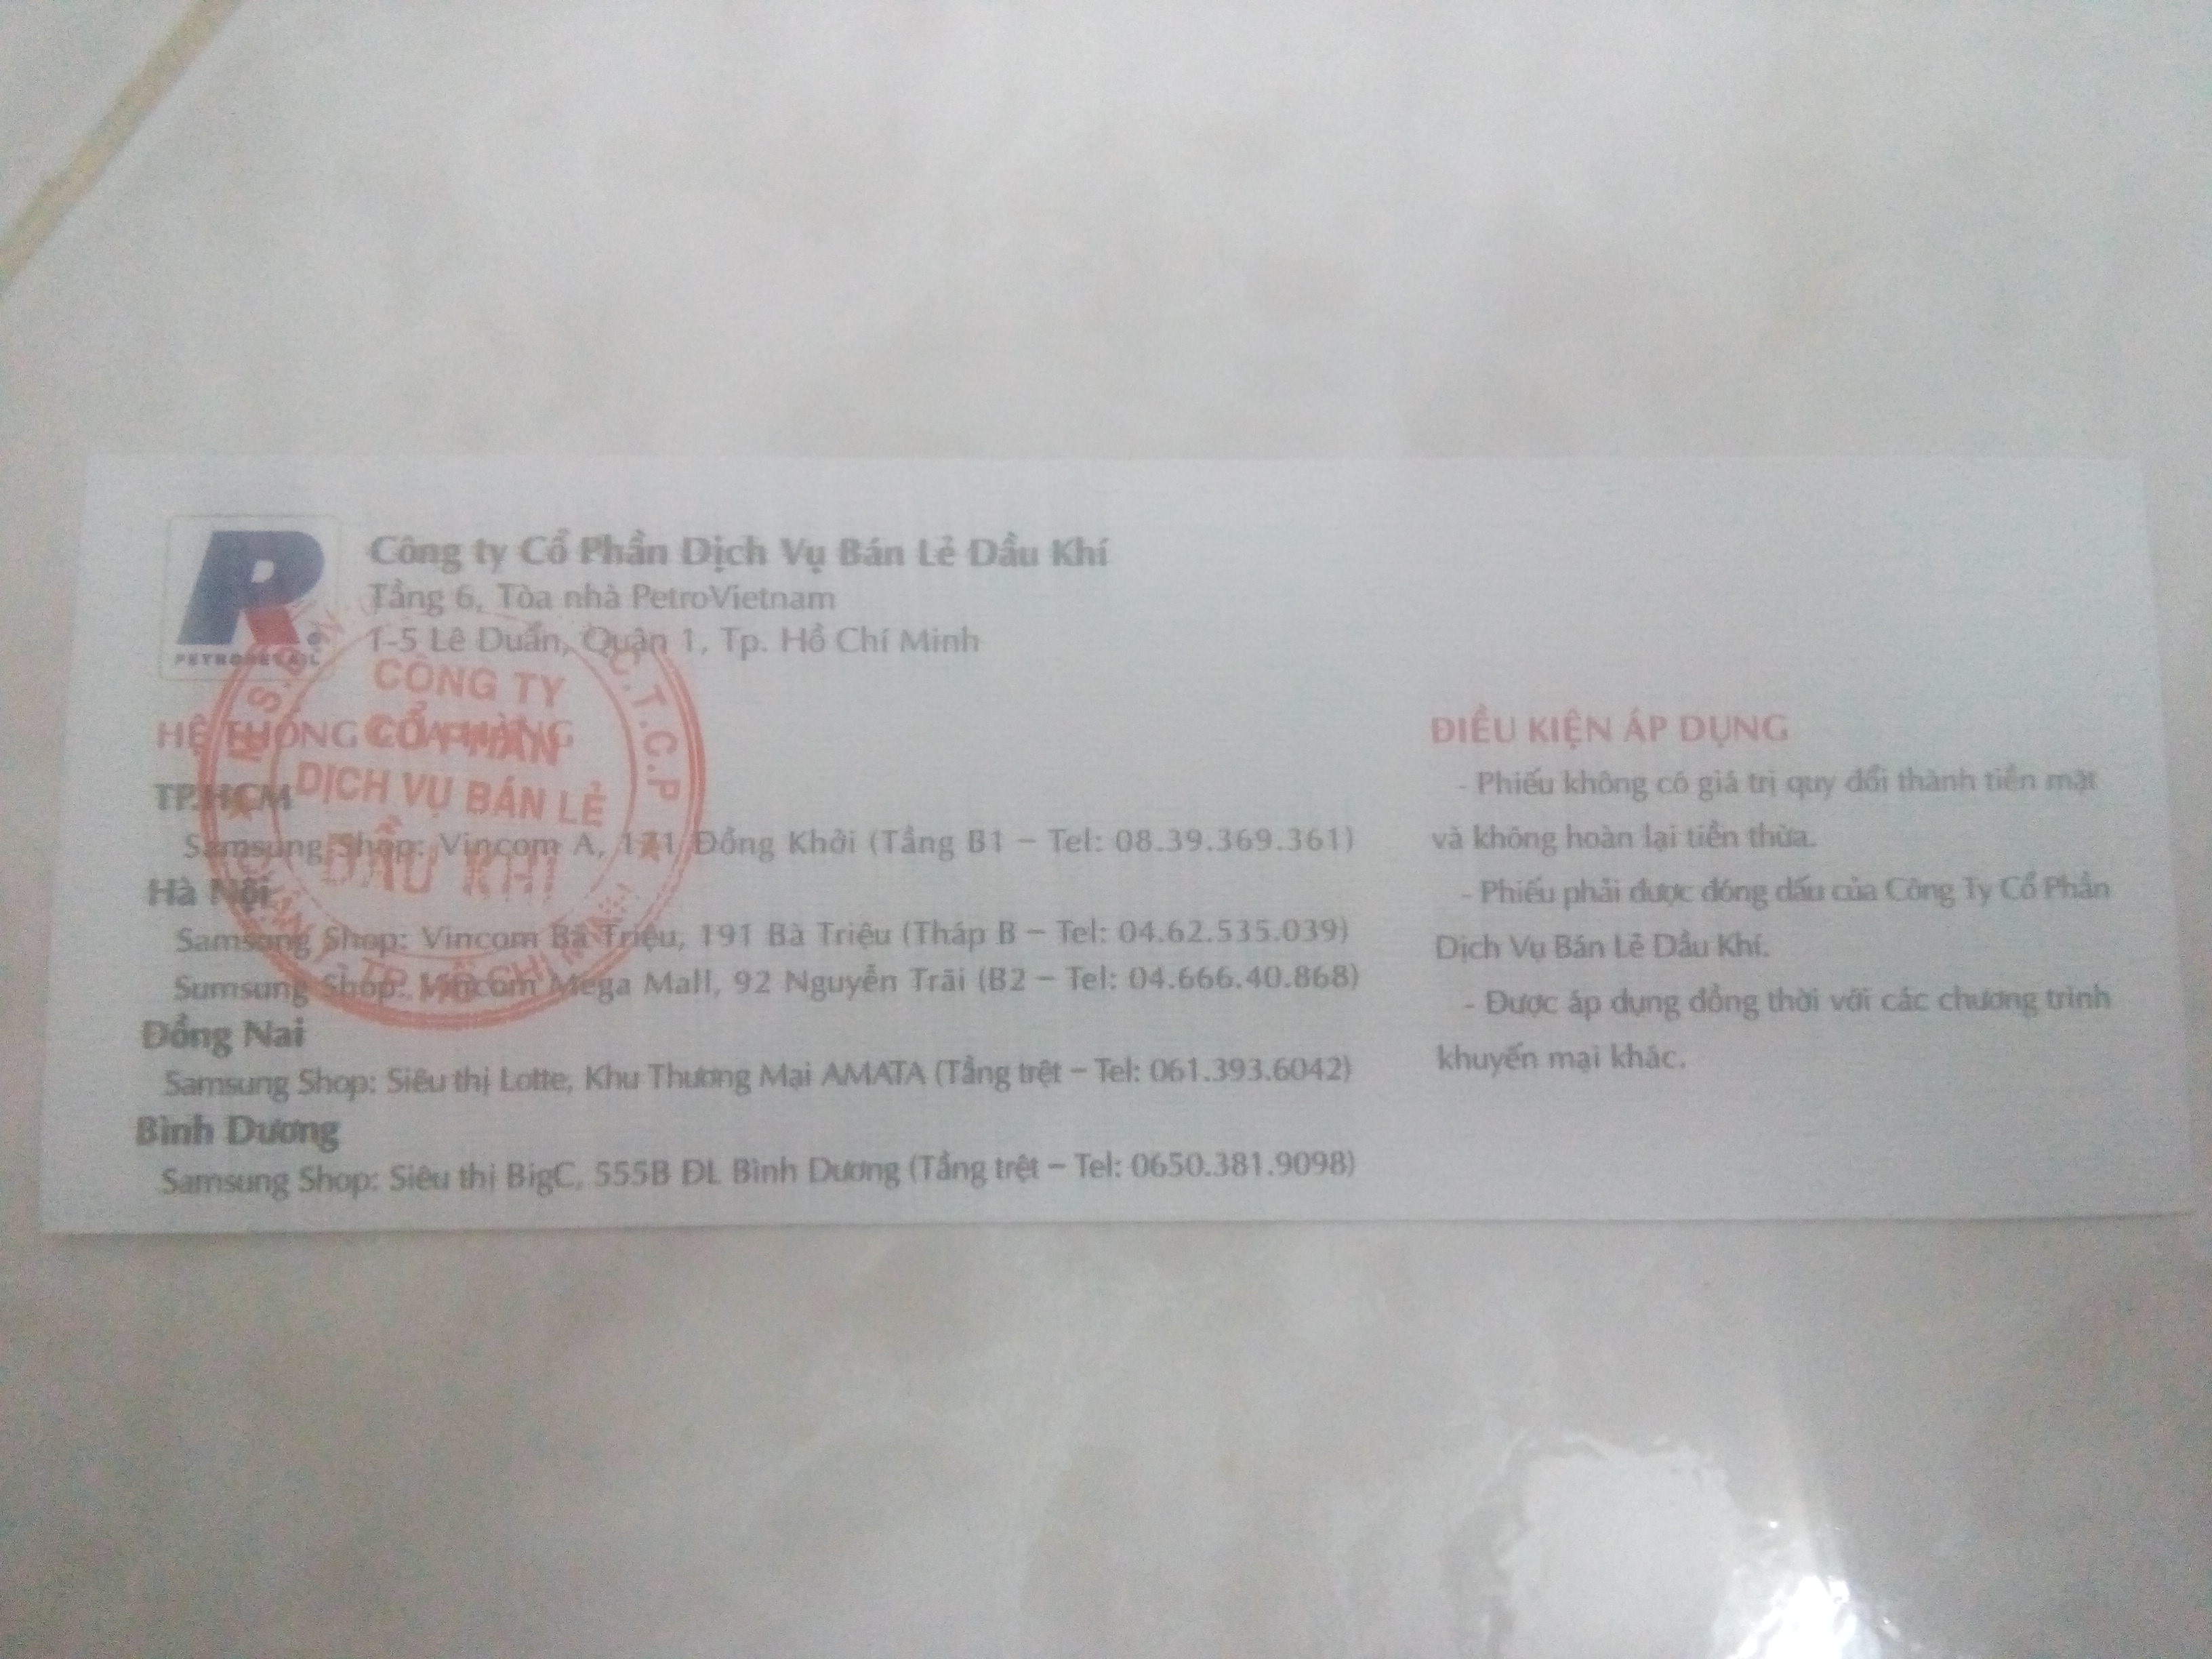 Công ty Cổ Phần Dịch Vụ Bán Lẻ Dầu Khí
Tầng 6, Tòa nhà PetroVietnam
1-5 Lê Duẩn, Quận 1, Tp. Hồ Chí Minh
PETRORETAIL
CÔNG TY
CỔ PHẦN
DỊCH VỤ BÁN LẺ
DẦU KHÍ
HỆ THỐNG CỬA HÀNG
TP.HCM
Samsung Shop: Vincom A, 171 Đồng Khởi (Tầng B1 – Tel: 08.39.369.361)
Hà Nội
Samsung Shop: Vincom Bà Triệu, 191 Bà Triệu (Tháp B – Tel: 04.62.535.039)
Sumsung Shop: Vincom Mega Mall, 92 Nguyễn Trãi (B2 – Tel: 04.666.40.868)
Đồng Nai
Samsung Shop: Siêu thị Lotte, Khu Thương Mại AMATA (Tầng trệt – Tel: 061.393.6042)
Bình Dương
Samsung Shop: Siêu thị BigC, 555B ĐL Bình Dương (Tầng trệt – Tel: 0650.381.9098)
ĐIỀU KIỆN ÁP DỤNG
- Phiếu không có giá trị quy đổi thành tiền mặt
và không hoàn lại tiền thừa.
- Phiếu phải được đóng dấu của Công Ty Cổ Phần
Dịch Vụ Bán Lẻ Dầu Khí.
- Được áp dụng đồng thời với các chương trình
khuyến mại khác.